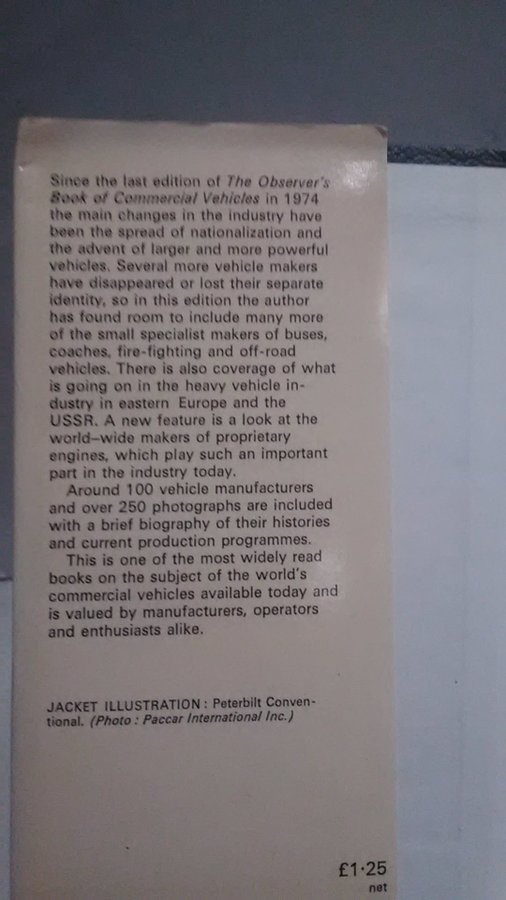 Since the last edition of The Observer's
Book of Commercial Vehicles in 1974
the main changes in the industry have
been the spread of nationalization and
the advent of larger and more powerful
vehicles. Several more vehicle makers
have disappeared or lost their separate
identity, so in this edition the author
has found room to include many more
of the small specialist makers of buses,
coaches, fire-fighting and off-road
vehicles. There is also coverage of what
is going on in the heavy vehicle in-
dustry in eastern Europe and the
USSR. A new feature is a look at the
world-wide makers of proprietary
engines, which play such an important
part in the industry today.
Around 100 vehicle manufacturers
and over 250 photographs are included
with a brief biography of their histories
and current production programmes.
This is one of the most widely read
books on the subject of the world's
commercial vehicles available today and
is valued by manufacturers, operators
and enthusiasts alike.
JACKET ILLUSTRATION : Peterbilt Conven-
tional. (Photo : Paccar International Inc.)
£1·25
net